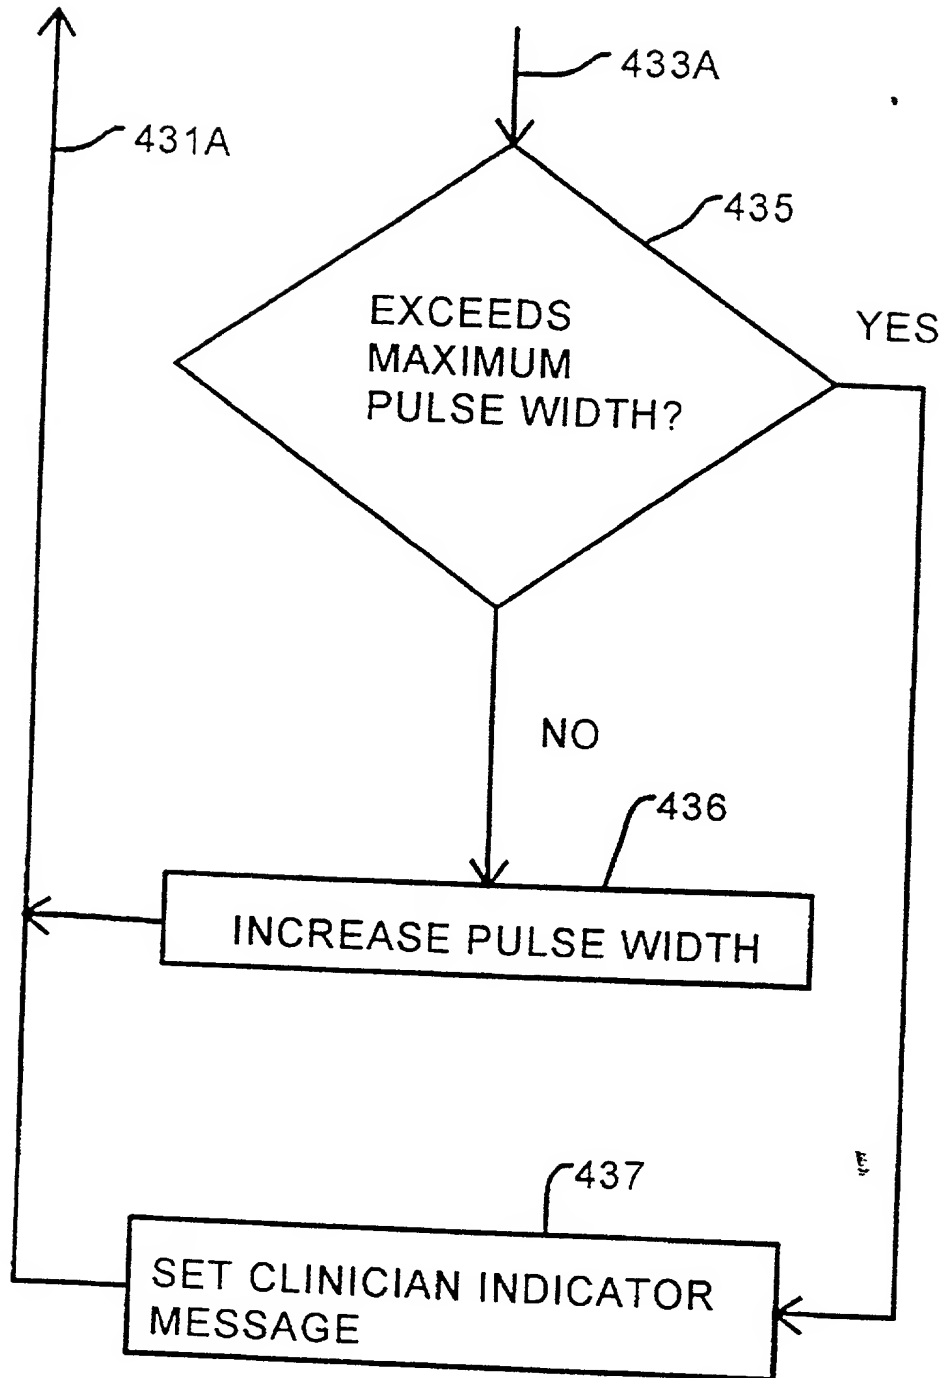 433A
431A
435
EXCEEDS
MAXIMUM
PULSE WIDTH?
YES
NO
436
INCREASE PULSE WIDTH
437
SET CLINICIAN INDICATOR
MESSAGE